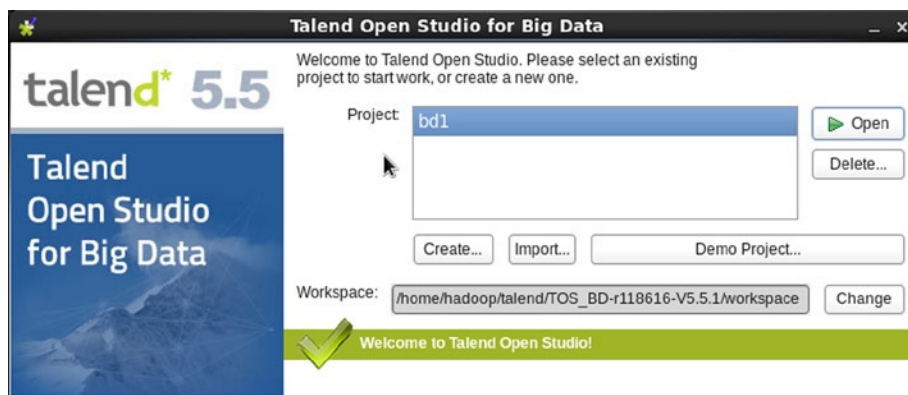 Talend Open Studio for Big Data
talend* 5.5
Talend
Open Studio
for Big Data
Welcome to Talend Open Studio. Please select an existing
project to start work, or create a new one.
Project:
bd1
Open
Delete...
Create... Import... Demo Project...
Workspace: /home/hadoop/talend/TOS_BD-r118616-V5.5.1/workspace Change
Welcome to Talend Open Studio!